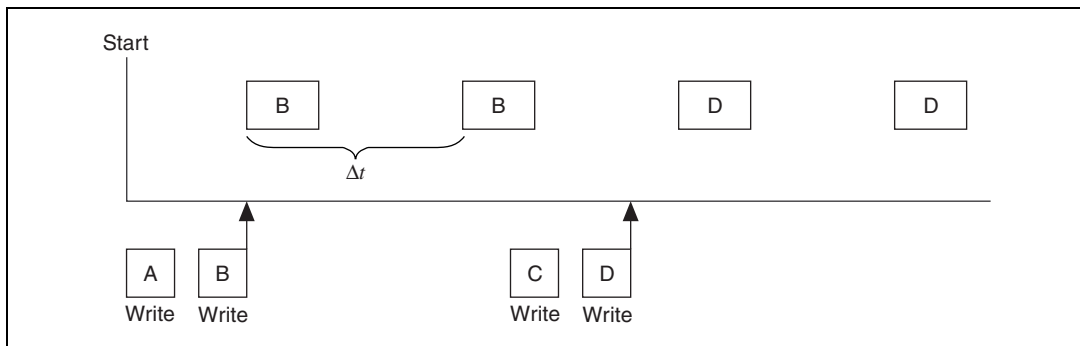 Start
B B D D
Δt
A B C D
Write Write Write Write